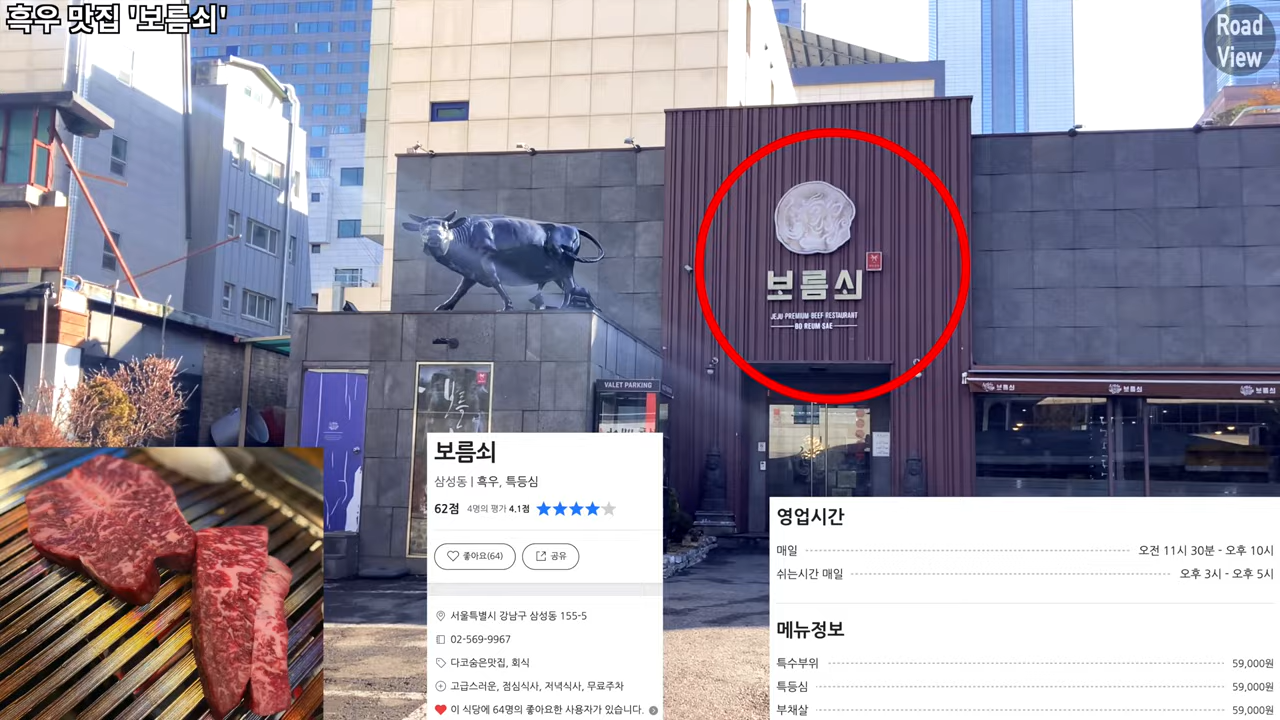 흑우 맛집 '보름쇠'
Road
View
보름쇠
JEJU PREMIUM BEEF RESTAURANT
BO REUM SAE
VALET PARKING
보름쇠
보름쇠
보름쇠
보름쇠
삼성동 | 흑우, 특등심
62점 4명의 평가 4.1점
좋아요(64)
공유
서울특별시 강남구 삼성동 155-5
02-569-9967
다코숨은맛집, 회식
고급스러운, 점심식사, 저녁식사, 무료주차
이 식당에 64명의 좋아요한 사용자가 있습니다.
영업시간
매일 오전 11시 30분 - 오후 10시
쉬는시간 매일 오후 3시 - 오후 5시
메뉴정보
특수부위 59,000원
특등심 59,000원
부채살 59,000원